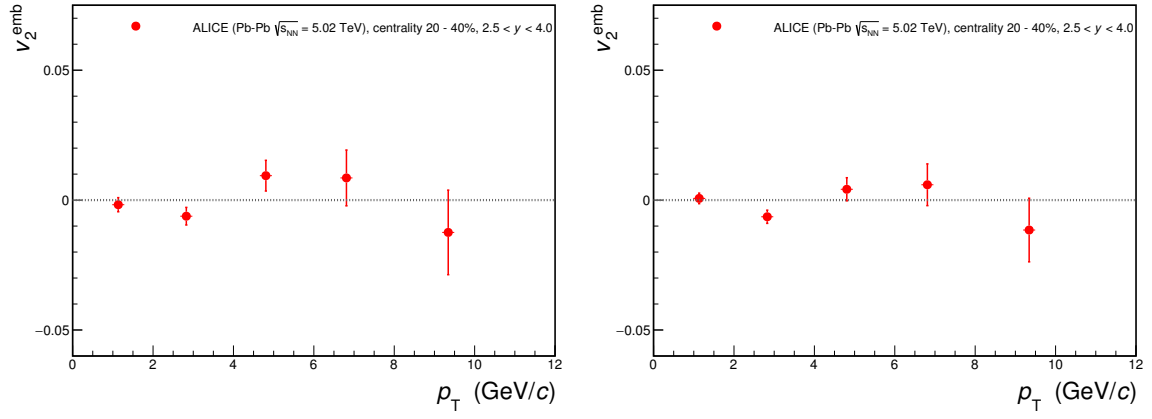 v₂ᵉᵐᵇ
ALICE (Pb-Pb √sNN = 5.02 TeV), centrality 20 - 40%, 2.5 < y < 4.0
0.05
0
−0.05
0 2 4 6 8 10 12
pT (GeV/c)
v₂ᵉᵐᵇ
ALICE (Pb-Pb √sNN = 5.02 TeV), centrality 20 - 40%, 2.5 < y < 4.0
0.05
0
−0.05
0 2 4 6 8 10 12
pT (GeV/c)